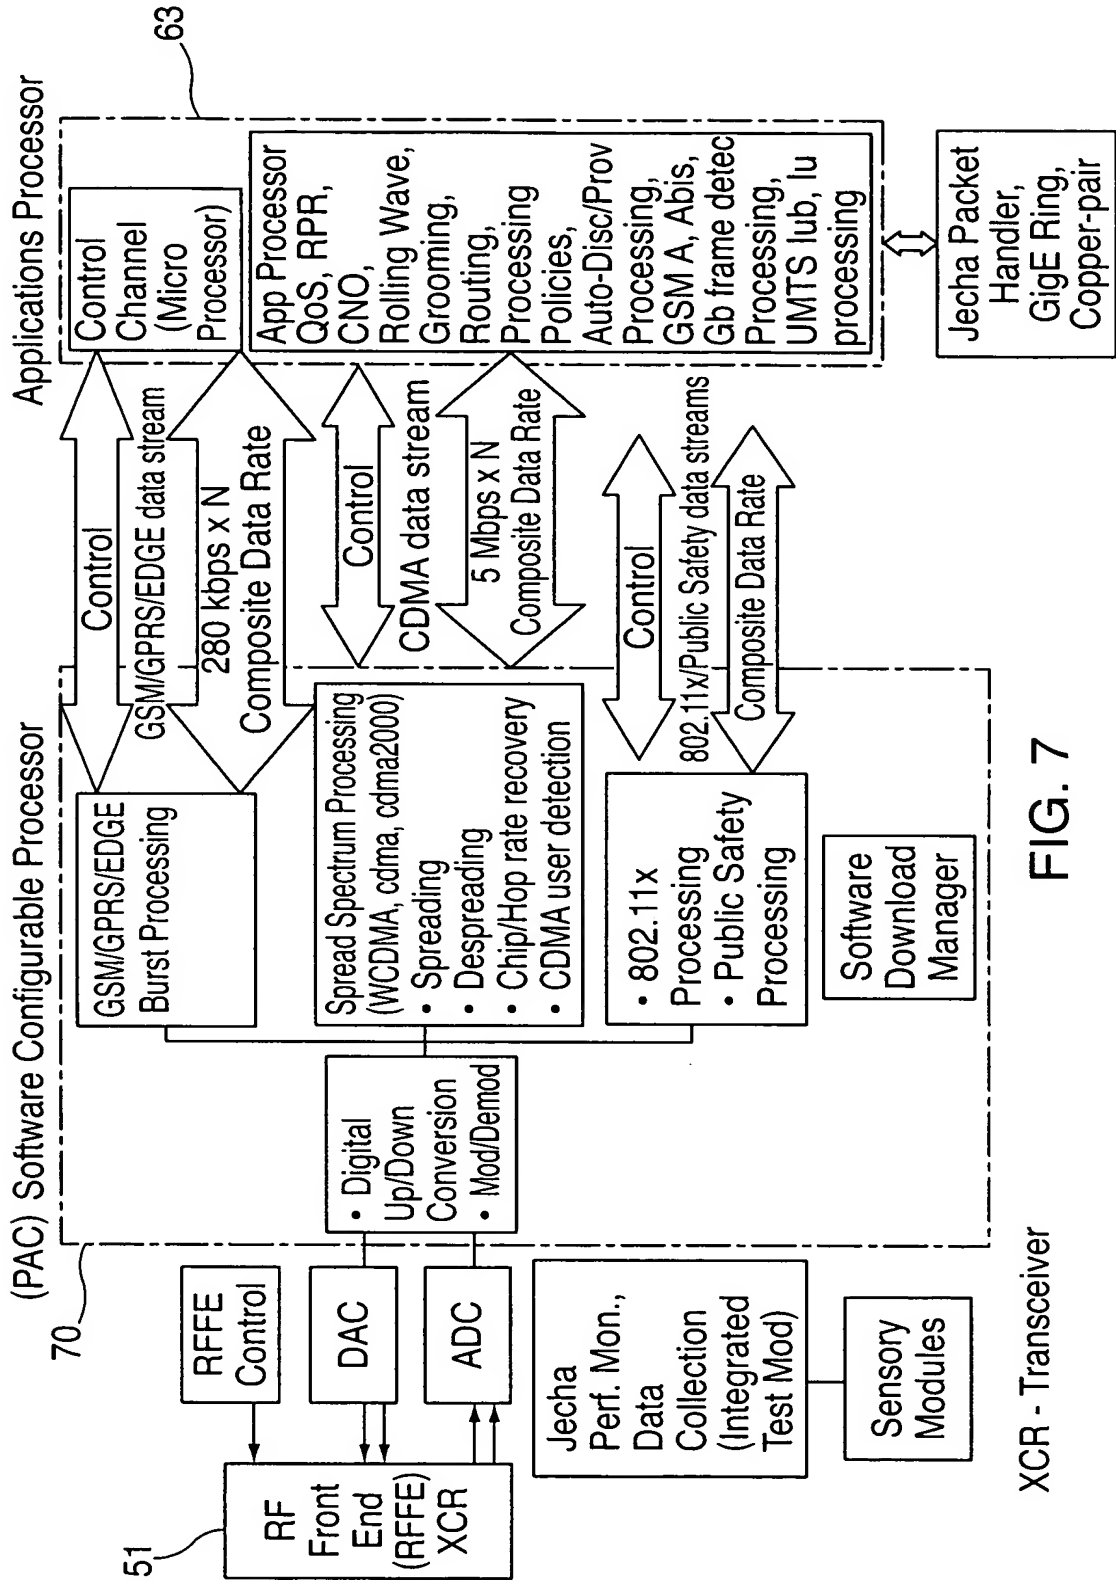 (PAC) Software Configurable Processor
Applications Processor
70
63
51
RF
Front
End
(RFFE)
XCR
RFFE
Control
DAC
ADC
• Digital
Up/Down
Conversion
• Mod/Demod
GSM/GPRS/EDGE
Burst Processing
Spread Spectrum Processing
(WCDMA, cdma2000)
• Spreading
• Despreading
• Chip/Hop rate recovery
• CDMA user detection
• 802.11x
Processing
• Public Safety
Processing
Software
Download
Manager
Control
GSM/GPRS/EDGE data stream
280 kbps x N
Composite Data Rate
Control
CDMA data stream
5 Mbps x N
Composite Data Rate
Control
802.11x/Public Safety data streams
Composite Data Rate
Control
Channel
(Micro
Processor)
App Processor
QoS, RPR,
CNO,
Rolling Wave,
Grooming,
Routing,
Processing
Policies,
Auto-Disc/Prov
Processing,
GSM A, Abis,
Gb frame detec
Processing,
UMTS Iub, Iu
processing
Jecha Packet
Handler,
GigE Ring,
Copper-pair
Jecha
Perf. Mon.,
Data
Collection
(Integrated
Test Mod)
Sensory
Modules
XCR - Transceiver
FIG. 7